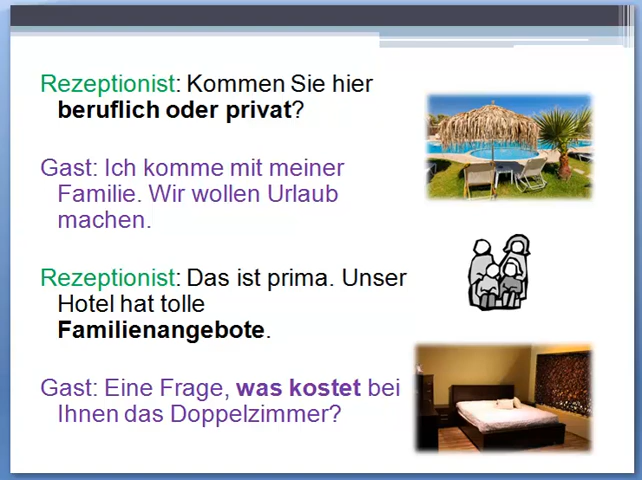 Rezeptionist: Kommen Sie hier
beruflich oder privat?
Gast: Ich komme mit meiner
Familie. Wir wollen Urlaub
machen.
Rezeptionist: Das ist prima. Unser
Hotel hat tolle
Familienangebote.
Gast: Eine Frage, was kostet bei
Ihnen das Doppelzimmer?